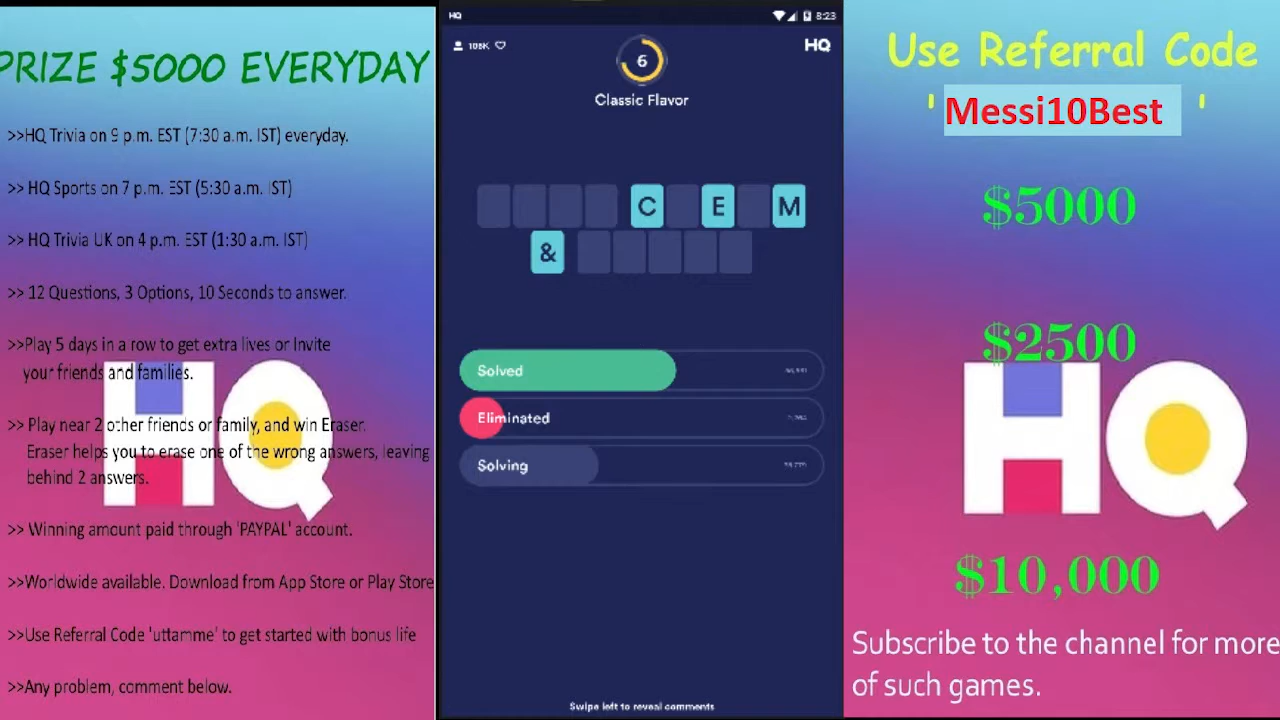 PRIZE $5000 EVERYDAY
>>HQ Trivia on 9 p.m. EST (7:30 a.m. IST) everyday.
>> HQ Sports on 7 p.m. EST (5:30 a.m. IST)
>> HQ Trivia UK on 4 p.m. EST (1:30 a.m. IST)
>> 12 Questions, 3 Options, 10 Seconds to answer.
>>Play 5 days in a row to get extra lives or Invite
your friends and families.
>> Play near 2 other friends or family, and win Eraser.
Eraser helps you to erase one of the wrong answers, leaving
behind 2 answers.
>> Winning amount paid through 'PAYPAL' account.
>>Worldwide available. Download from App Store or Play Store
>>Use Referral Code 'uttamme' to get started with bonus life
>>Any problem, comment below.
HQ
HQ
8:23
108K
HQ
6
Classic Flavor
C E M
&
Solved
Eliminated
Solving
Swipe left to reveal comments
Use Referral Code
' Messi10Best '
$5000
$2500
HQ
$10,000
Subscribe to the channel for more
of such games.